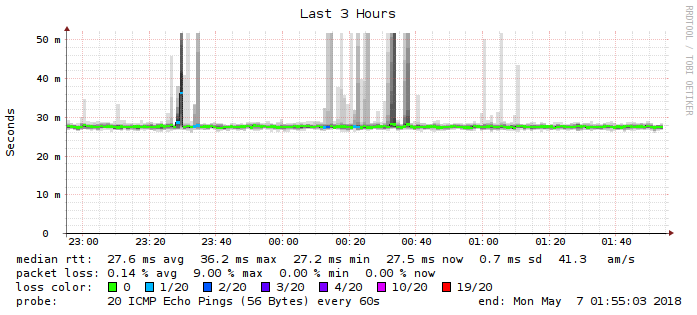 Last 3 Hours
RRDTOOL / TOBI OETIKER
Seconds
50 m
40 m
30 m
20 m
10 m
0
23:00 23:20 23:40 00:00 00:20 00:40 01:00 01:20 01:40
median rtt: 27.6 ms avg 36.2 ms max 27.2 ms min 27.5 ms now 0.7 ms sd 41.3 am/s
packet loss: 0.14 % avg 9.00 % max 0.00 % min 0.00 % now
loss color: 0 1/20 2/20 3/20 4/20 10/20 19/20
probe: 20 ICMP Echo Pings (56 Bytes) every 60s end: Mon May 7 01:55:03 2018